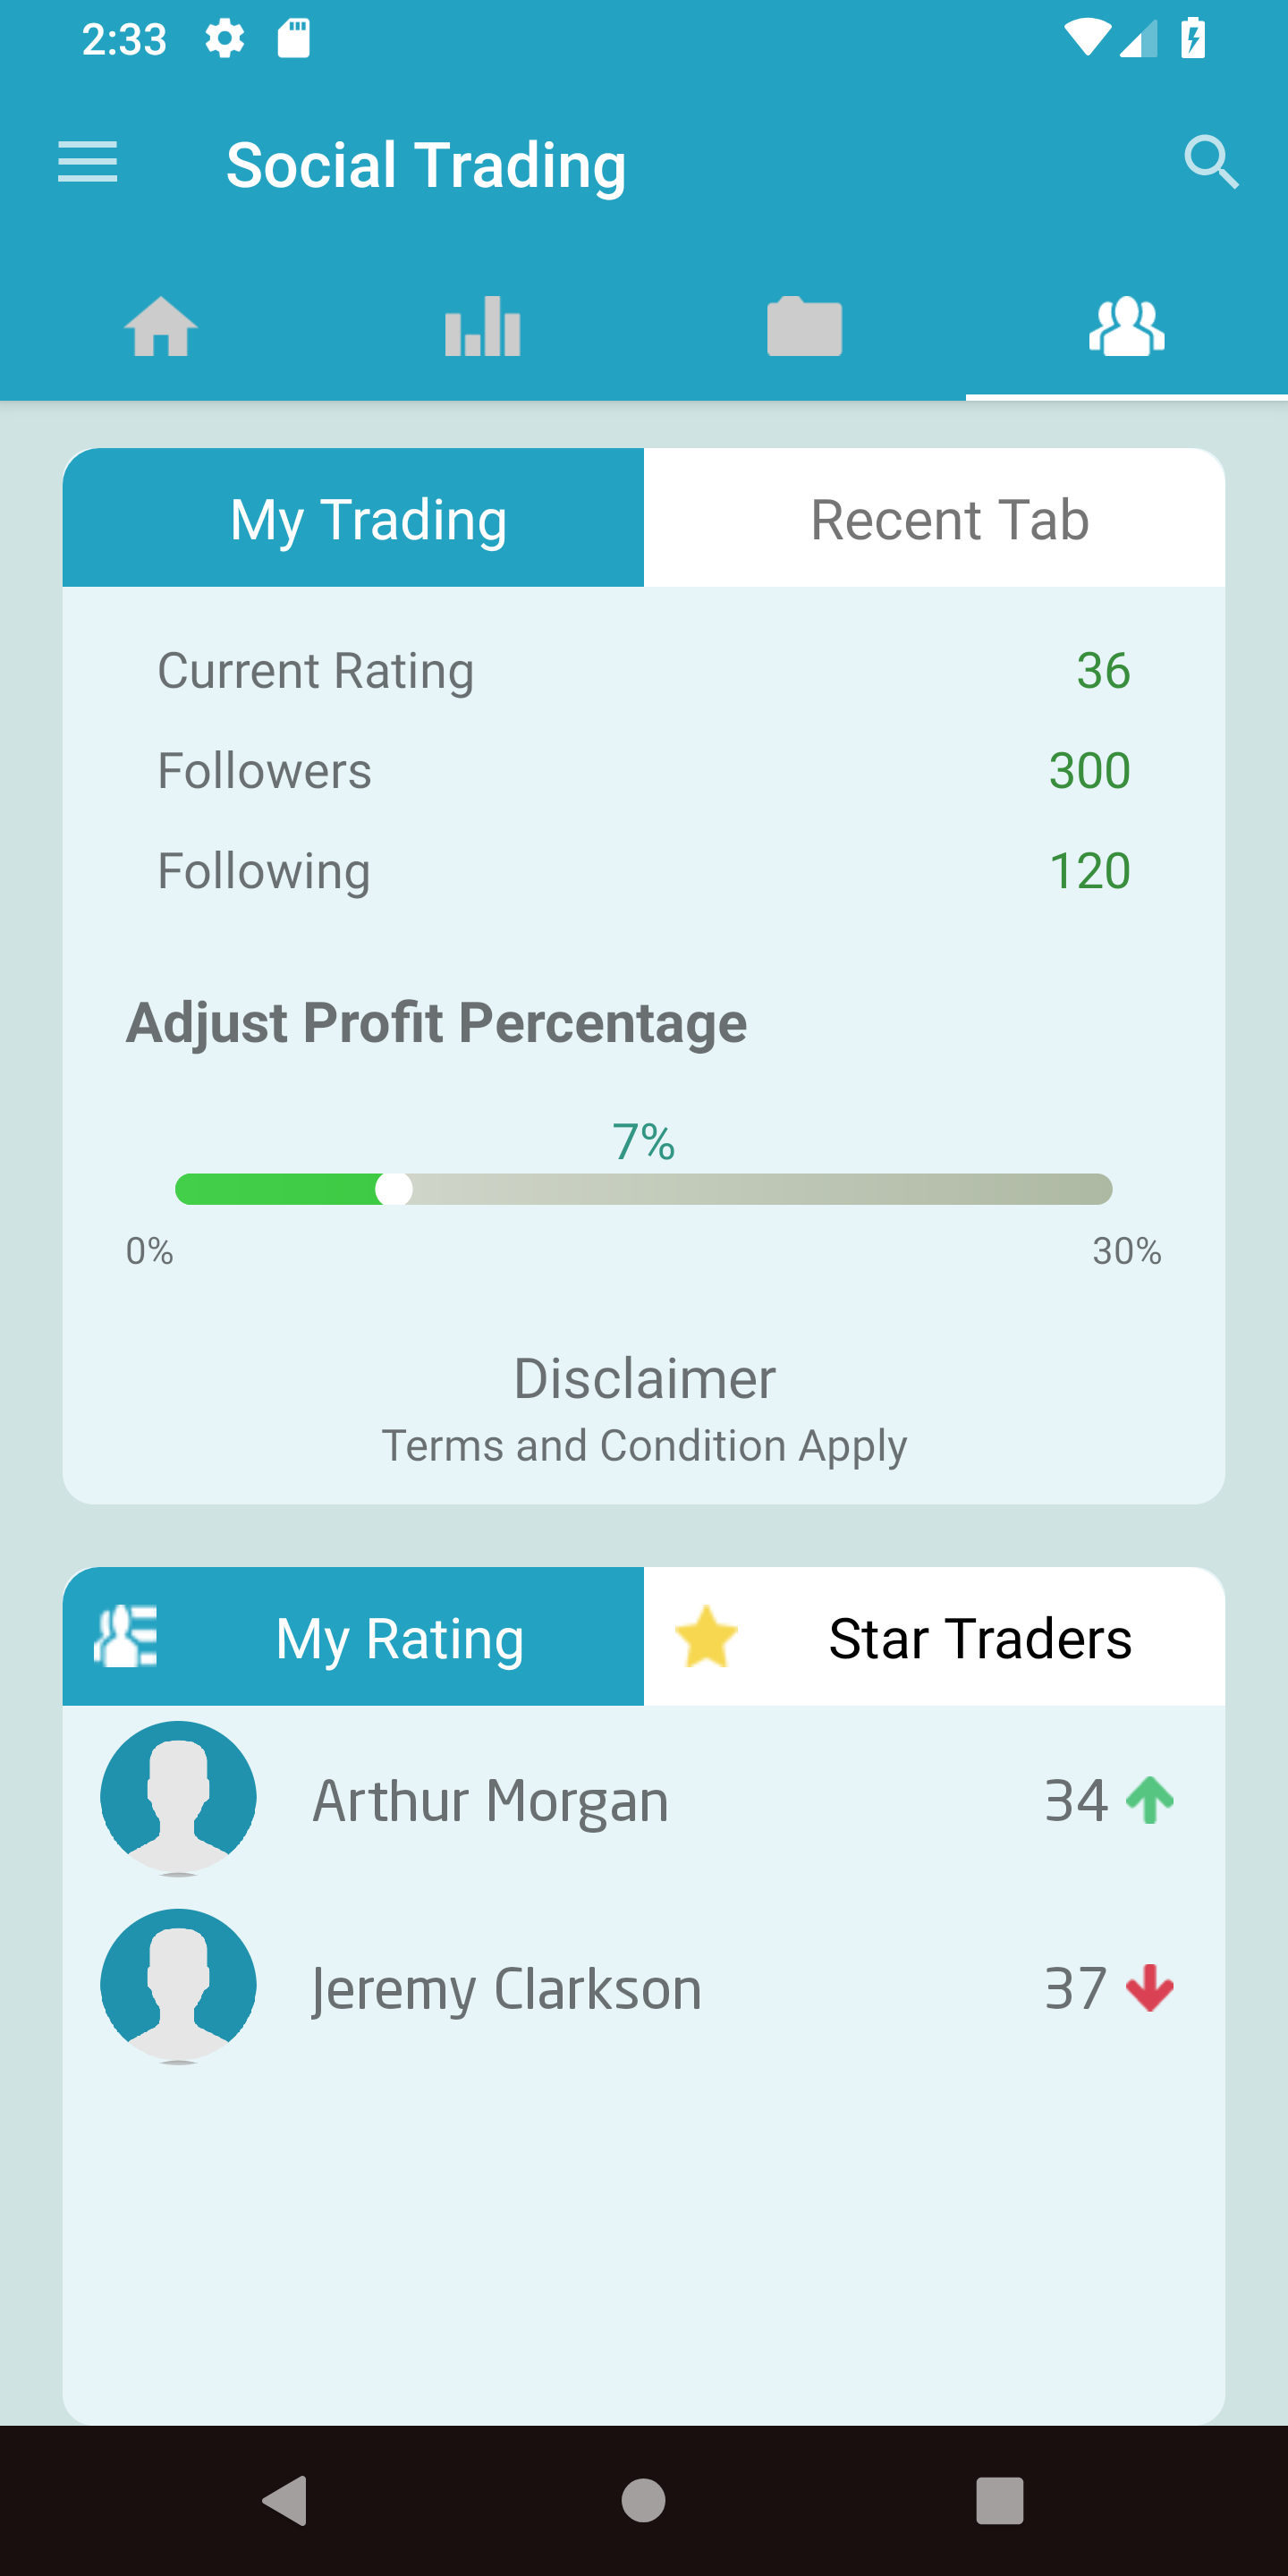 2:33
Social Trading
My Trading
Recent Tab
Current Rating 36
Followers 300
Following 120
Adjust Profit Percentage
7%
0% 30%
Disclaimer
Terms and Condition Apply
My Rating
Star Traders
Arthur Morgan 34
Jeremy Clarkson 37